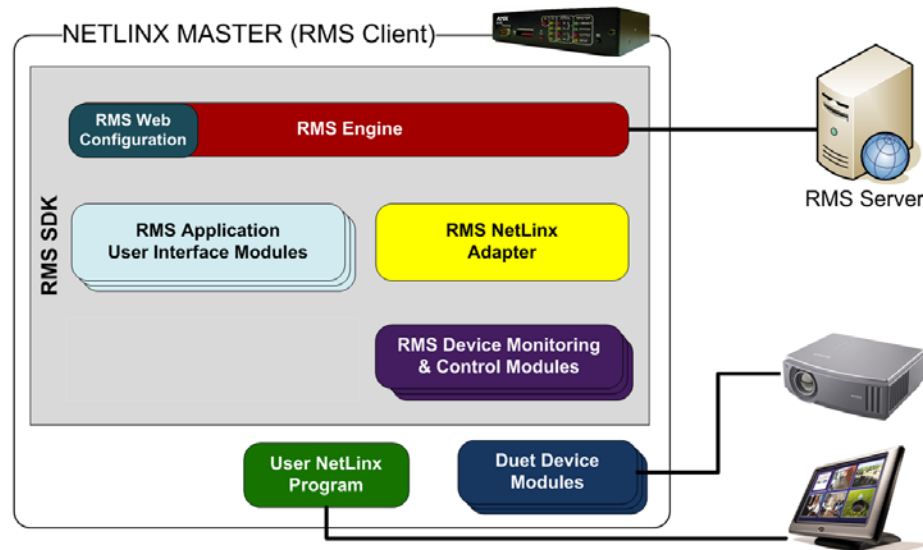 NETLINX MASTER (RMS Client)
RMS Web
Configuration
RMS Engine
RMS Server
RMS SDK
RMS Application
User Interface Modules
RMS NetLinx
Adapter
RMS Device Monitoring
& Control Modules
User NetLinx
Program
Duet Device
Modules